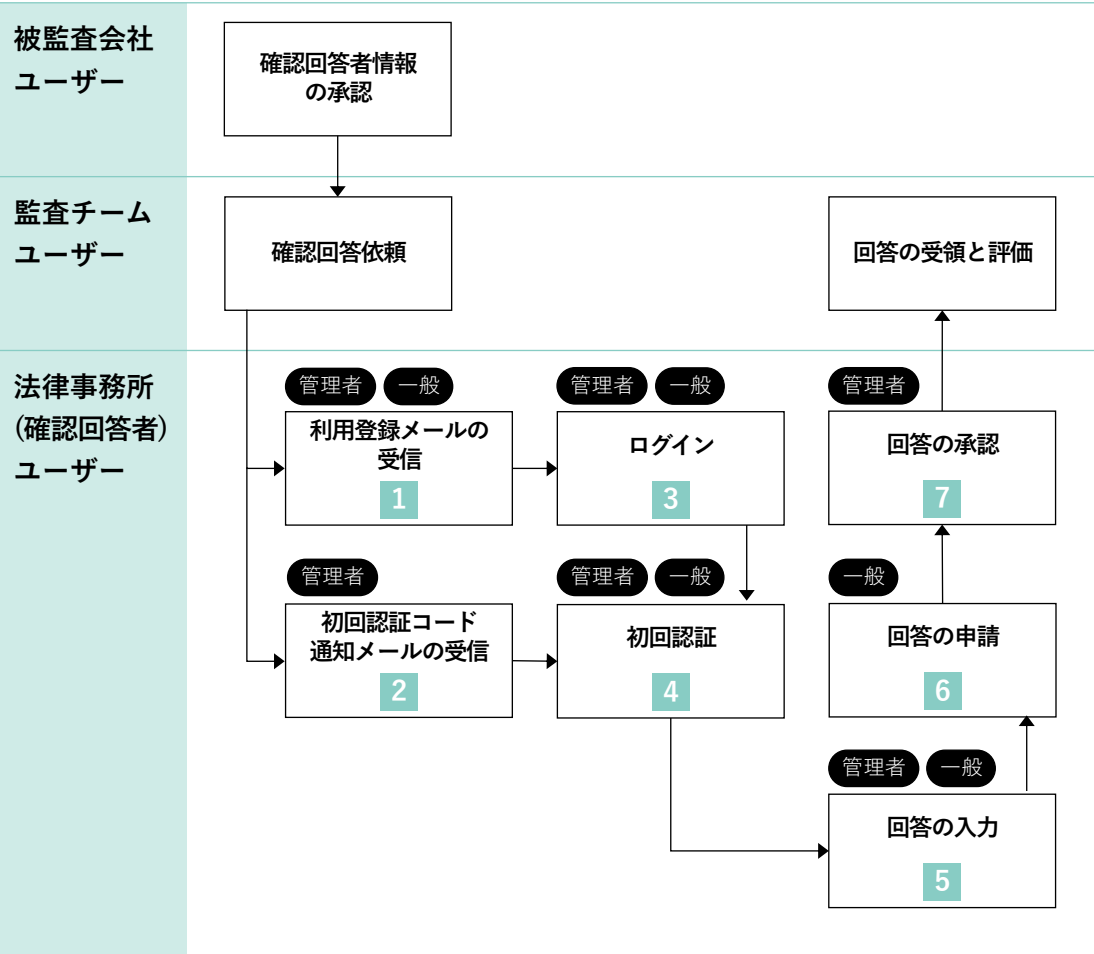 被監査会社
ユーザー
確認回答者情報
の承認
監査チーム
ユーザー
確認回答依頼
回答の受領と評価
法律事務所
(確認回答者)
ユーザー
管理者
一般
利用登録メールの
受信
1
管理者
一般
ログイン
3
管理者
回答の承認
7
管理者
初回認証コード
通知メールの受信
2
管理者
一般
初回認証
4
一般
回答の申請
6
管理者
一般
回答の入力
5